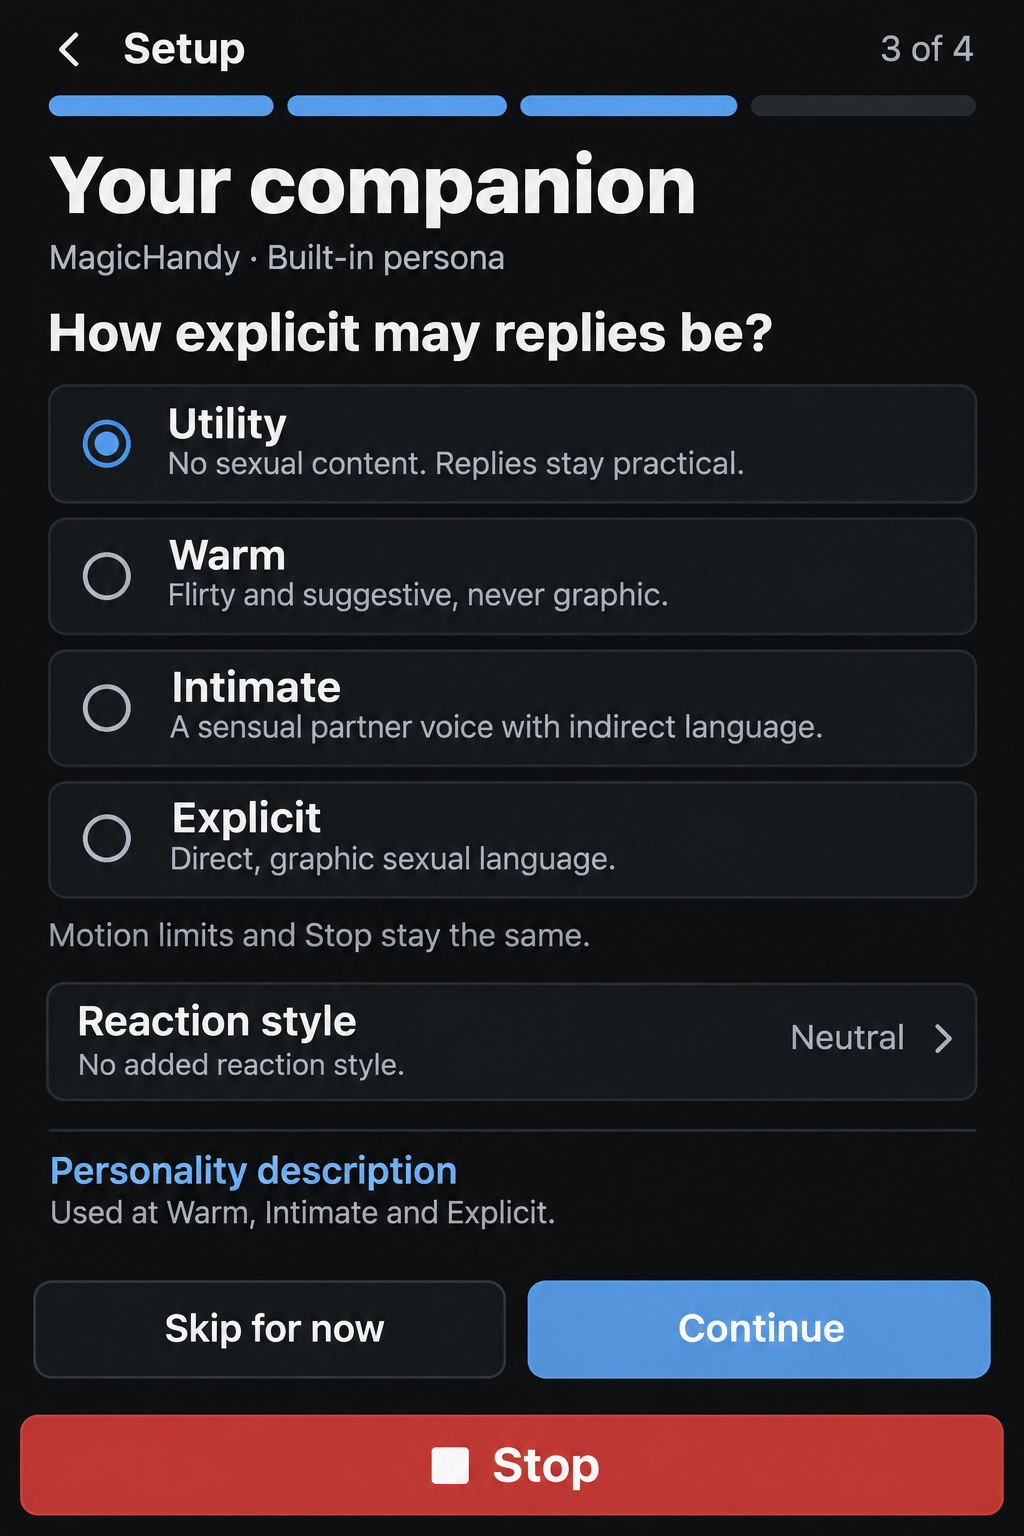 Setup
3 of 4
Your companion
MagicHandy · Built-in persona
How explicit may replies be?
Utility
No sexual content. Replies stay practical.
Warm
Flirty and suggestive, never graphic.
Intimate
A sensual partner voice with indirect language.
Explicit
Direct, graphic sexual language.
Motion limits and Stop stay the same.
Reaction style
Neutral
No added reaction style.
Personality description
Used at Warm, Intimate and Explicit.
Skip for now
Continue
Stop